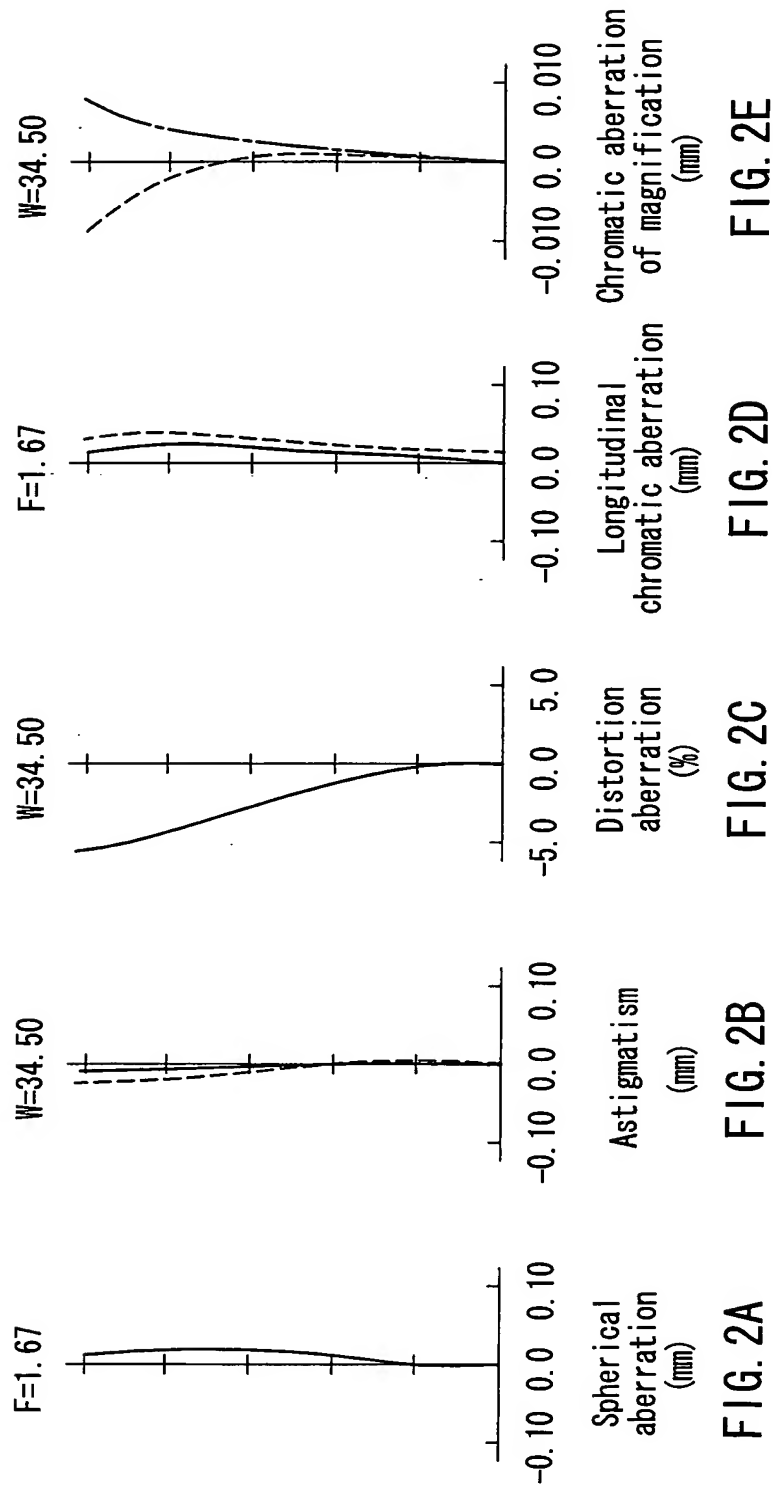 F=1.67
-0.10 0.0 0.10
Spherical
aberration
(mm)
FIG. 2A
W=34.50
-0.10 0.0 0.10
Astigmatism
(mm)
FIG. 2B
W=34.50
-5.0 0.0 5.0
Distortion
aberration
(%)
FIG. 2C
F=1.67
-0.10 0.0 0.10
Longitudinal
chromatic aberration
(mm)
FIG. 2D
W=34.50
-0.010 0.0 0.010
Chromatic aberration
of magnification
(mm)
FIG. 2E